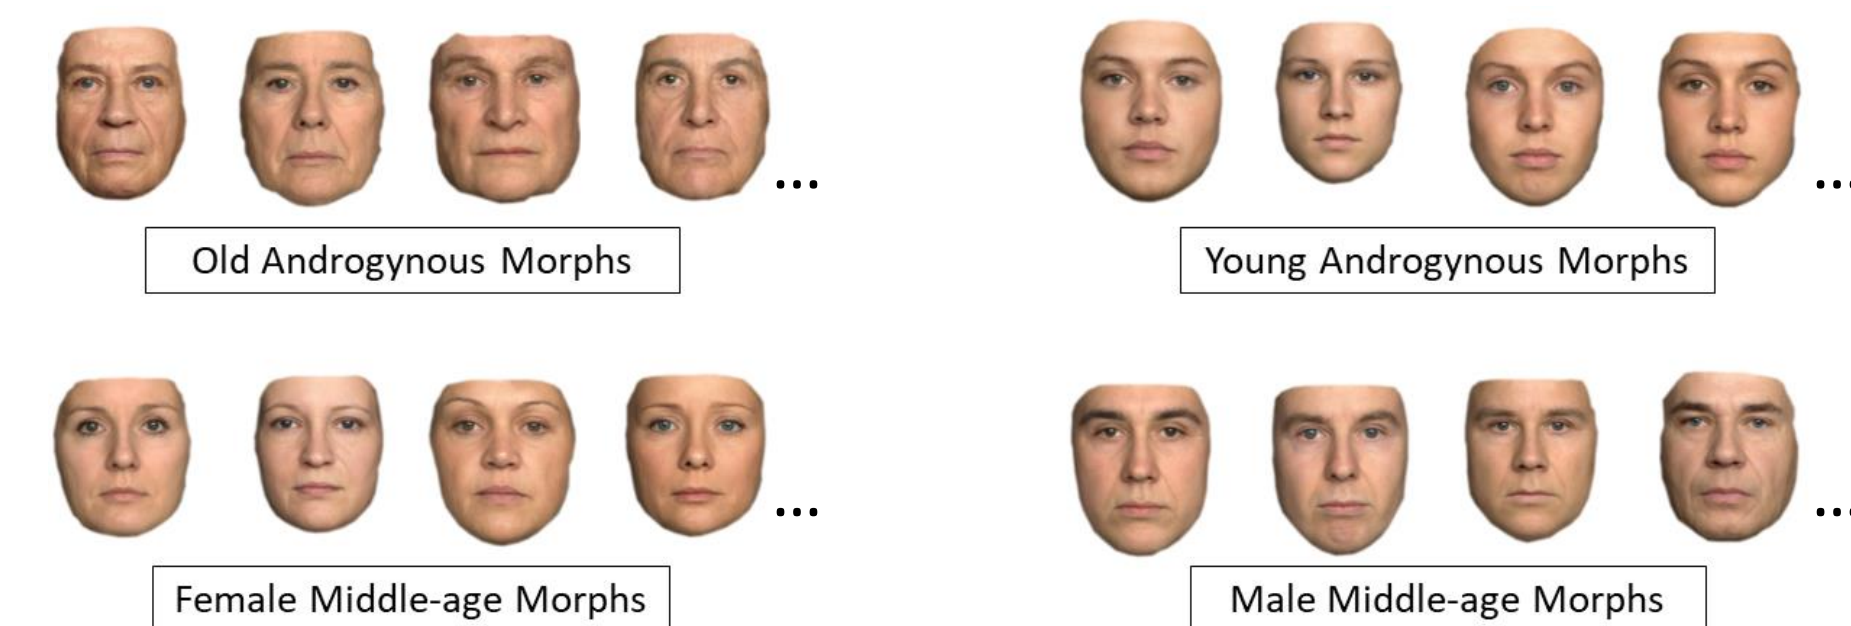 ...
...
Old Androgynous Morphs
Young Androgynous Morphs
...
...
Female Middle-age Morphs
Male Middle-age Morphs